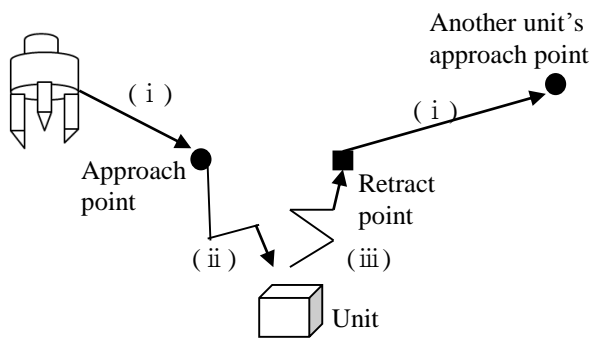 Another unit's
approach point
(ⅰ)
(ⅰ)
Approach
point
Retract
point
(ⅱ)
(ⅲ)
Unit